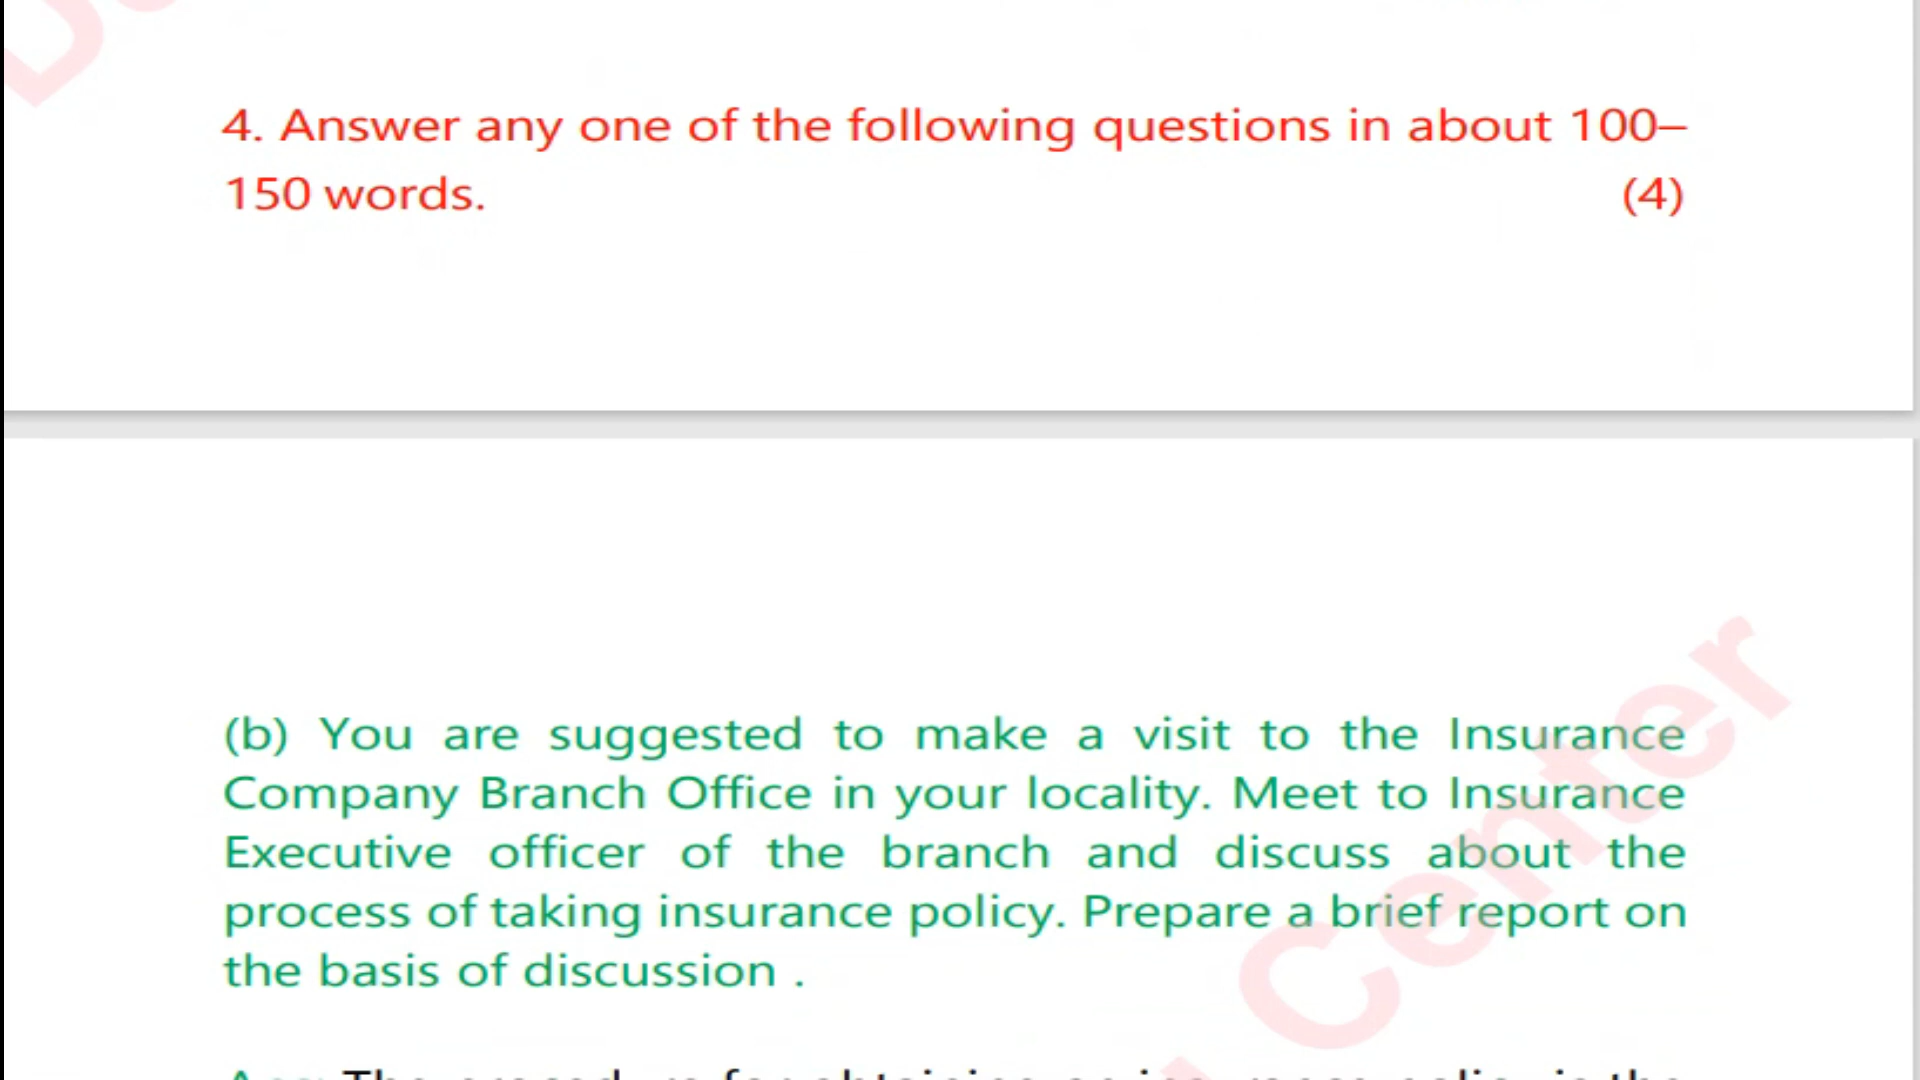 4. Answer any one of the following questions in about 100–
150 words. (4)
(b) You are suggested to make a visit to the Insurance
Company Branch Office in your locality. Meet to Insurance
Executive officer of the branch and discuss about the
process of taking insurance policy. Prepare a brief report on
the basis of discussion .
Center